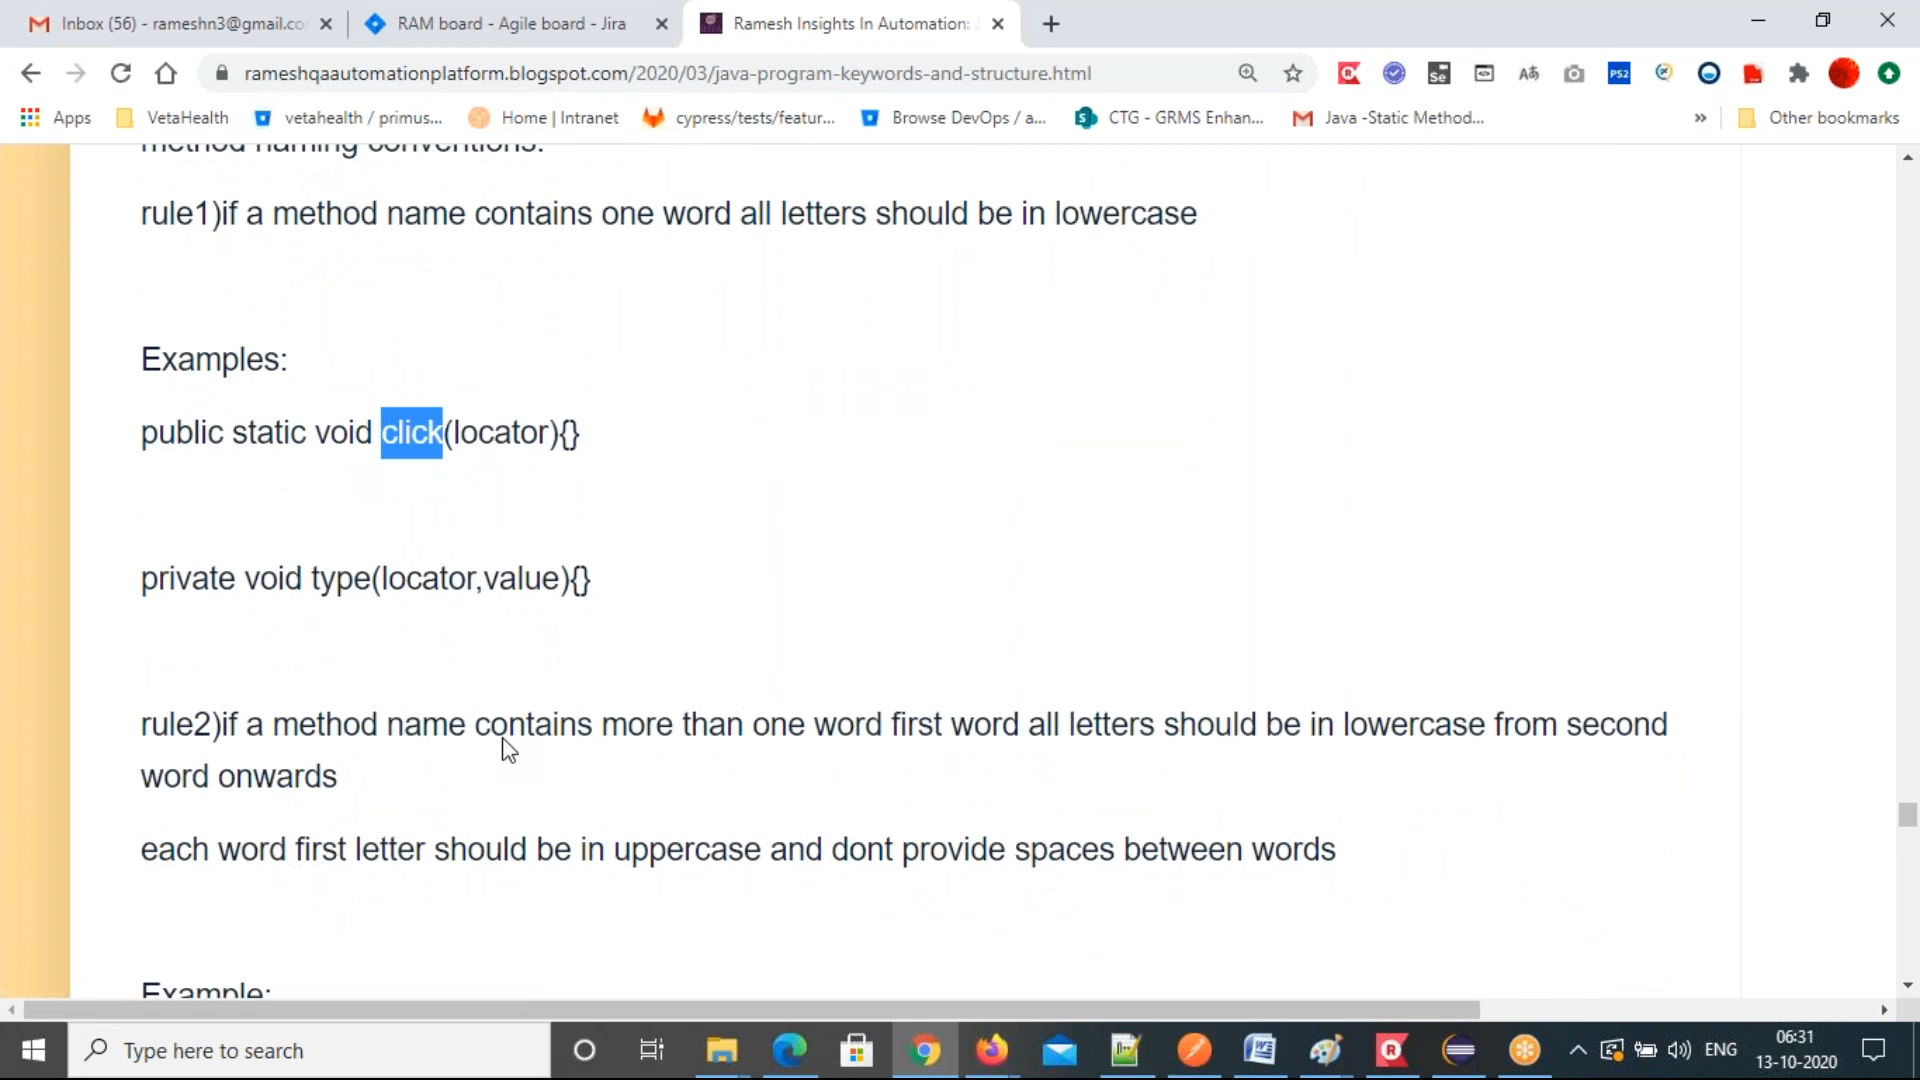 Inbox (56) - rameshn3@gmail.co
RAM board - Agile board - Jira
Ramesh Insights In Automation:
rameshqaautomationplatform.blogspot.com/2020/03/java-program-keywords-and-structure.html
Apps
VetaHealth
vetahealth / primus...
Home | Intranet
cypress/tests/featur...
Browse DevOps / a...
CTG - GRMS Enhan...
Java -Static Method...
»
Other bookmarks
method naming conventions:
rule1)if a method name contains one word all letters should be in lowercase
Examples:
public static void click(locator){}
private void type(locator,value){}
rule2)if a method name contains more than one word first word all letters should be in lowercase from second
word onwards
each word first letter should be in uppercase and dont provide spaces between words
Example:
Type here to search
ENG
06:31
13-10-2020